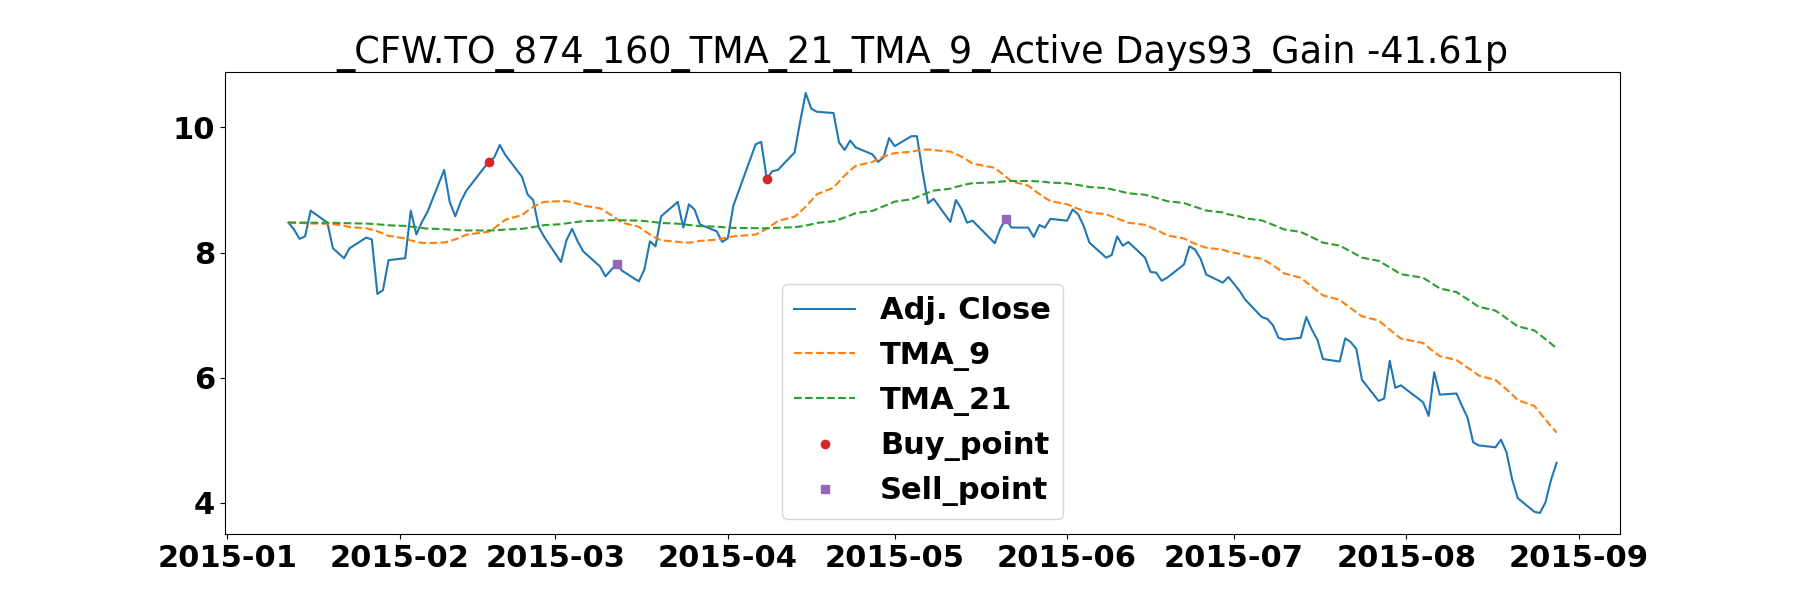 _CFW.TO_874_160_TMA_21_TMA_9_Active Days93_Gain -41.61p
10
8
6
4
Adj. Close
TMA_9
TMA_21
Buy_point
Sell_point
2015-01 2015-02 2015-03 2015-04 2015-05 2015-06 2015-07 2015-08 2015-09